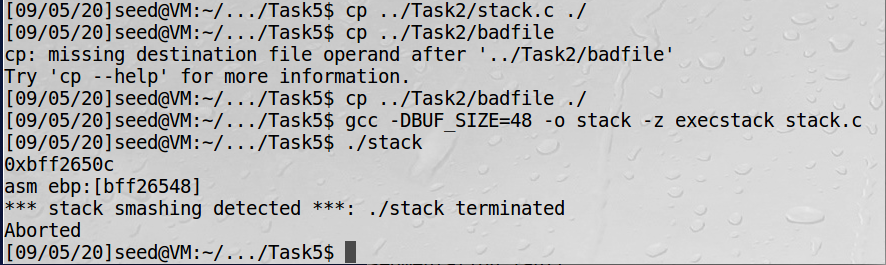 [09/05/20]seed@VM:~/.../Task5$ cp ../Task2/stack.c ./
[09/05/20]seed@VM:~/.../Task5$ cp ../Task2/badfile
cp: missing destination file operand after '../Task2/badfile'
Try 'cp --help' for more information.
[09/05/20]seed@VM:~/.../Task5$ cp ../Task2/badfile ./
[09/05/20]seed@VM:~/.../Task5$ gcc -DBUF_SIZE=48 -o stack -z execstack stack.c
[09/05/20]seed@VM:~/.../Task5$ ./stack
0xbff2650c
asm ebp:[bff26548]
*** stack smashing detected ***: ./stack terminated
Aborted
[09/05/20]seed@VM:~/.../Task5$